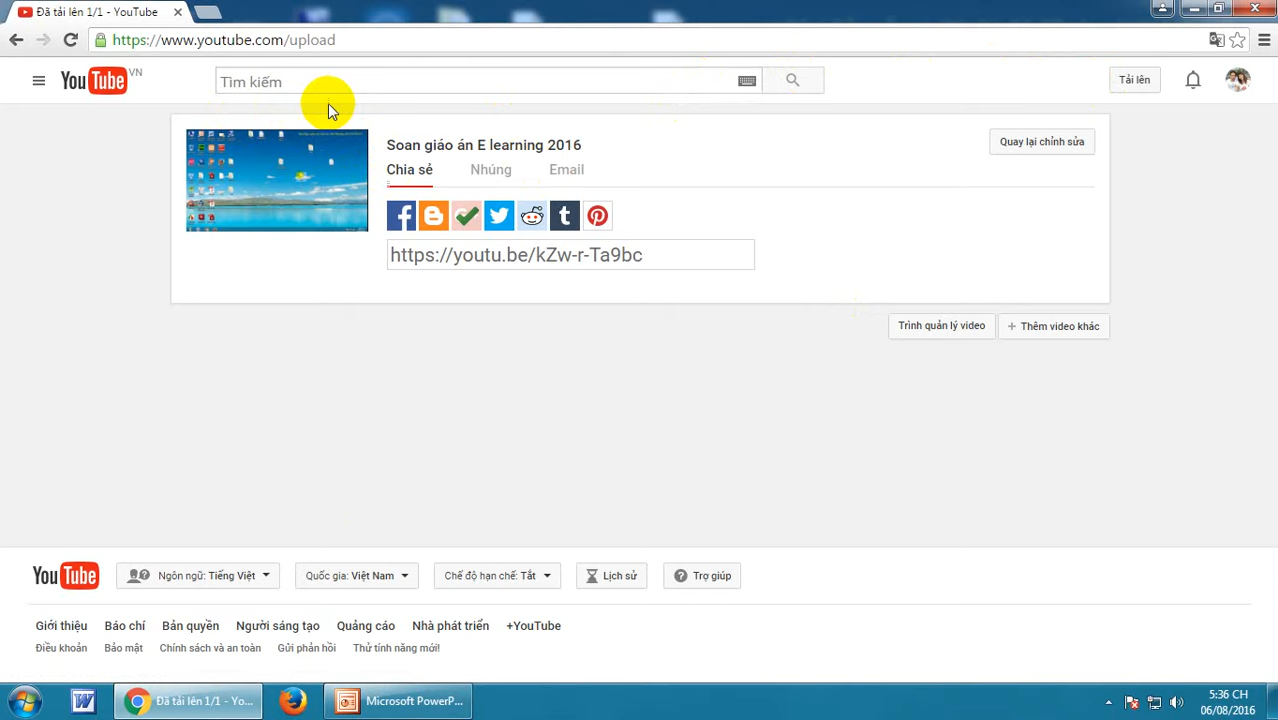 Đã tải lên 1/1 - YouTube
https://www.youtube.com/upload
YouTube VN
Tìm kiếm
Tải lên
Soan giáo án E learning 2016
Quay lại chỉnh sửa
Chia sẻ Nhúng Email
https://youtu.be/kZw-r-Ta9bc
Trình quản lý video
+ Thêm video khác
YouTube
Ngôn ngữ: Tiếng Việt
Quốc gia: Việt Nam
Chế độ hạn chế: Tắt
Lịch sử
Trợ giúp
Giới thiệu Báo chí Bản quyền Người sáng tạo Quảng cáo Nhà phát triển +YouTube
Điều khoản Bảo mật Chính sách và an toàn Gửi phản hồi Thử tính năng mới!
Đã tải lên 1/1 - Yo...
Microsoft PowerP...
5:36 CH
06/08/2016